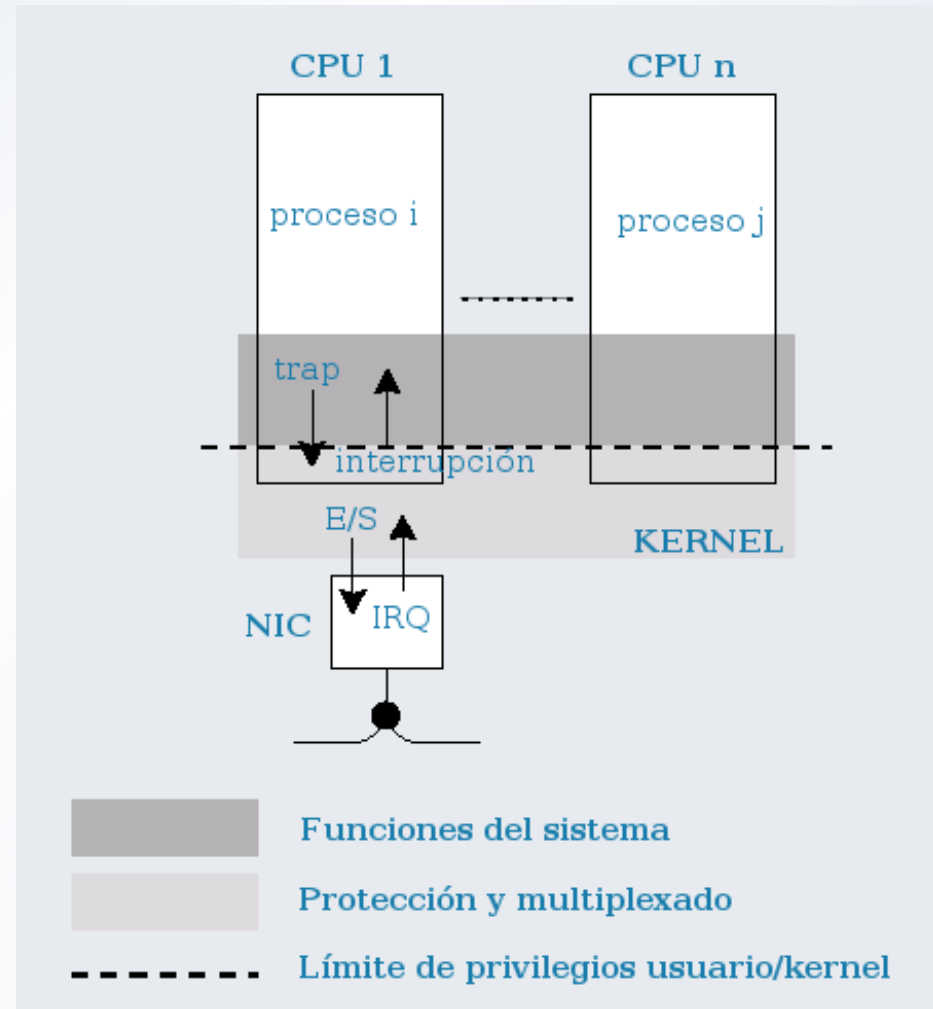 CPU 1
CPU n
proceso i
proceso j
trap
interrupción
E/S
KERNEL
NIC
IRQ
Funciones del sistema
Protección y multiplexado
Límite de privilegios usuario/kernel